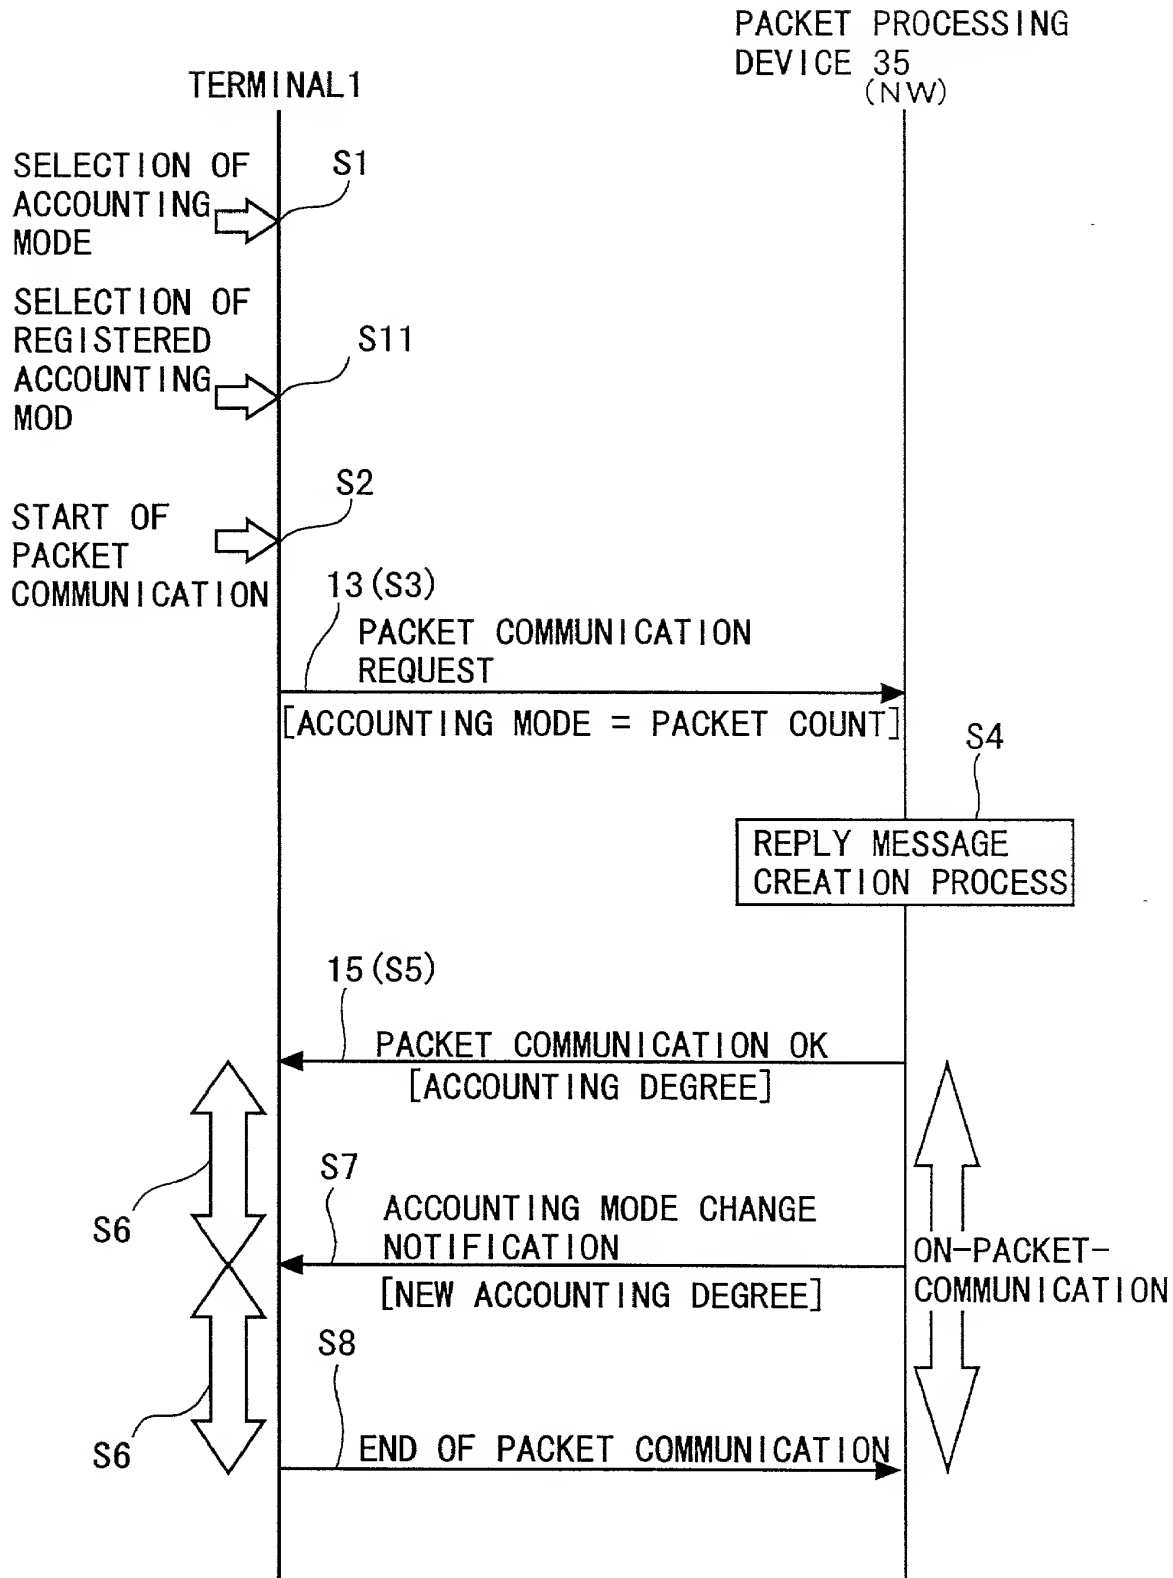 PACKET PROCESSING
DEVICE 35
(NW)
TERMINAL1
SELECTION OF
ACCOUNTING
MODE
S1
SELECTION OF
REGISTERED
ACCOUNTING
MOD
S11
START OF
PACKET
COMMUNICATION
S2
13(S3)
PACKET COMMUNICATION
REQUEST
[ACCOUNTING MODE = PACKET COUNT]
S4
REPLY MESSAGE
CREATION PROCESS
15(S5)
PACKET COMMUNICATION OK
[ACCOUNTING DEGREE]
S6
S7
ACCOUNTING MODE CHANGE
NOTIFICATION
[NEW ACCOUNTING DEGREE]
ON-PACKET-
COMMUNICATION
S6
S8
END OF PACKET COMMUNICATION